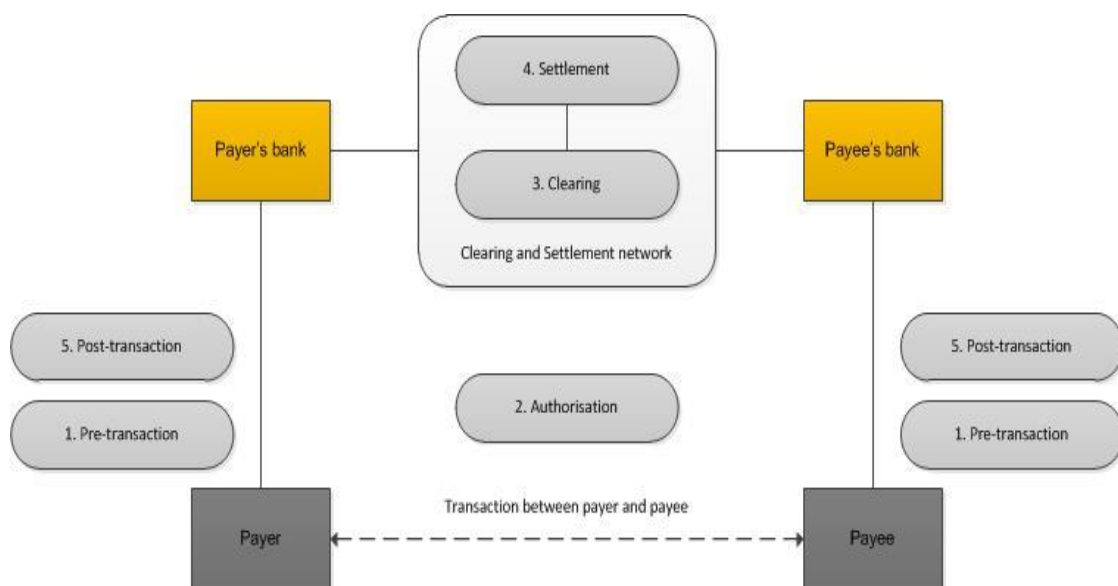 4. Settlement
Payer's bank
Payee's bank
3. Clearing
Clearing and Settlement network
5. Post-transaction
5. Post-transaction
2. Authorisation
1. Pre-transaction
1. Pre-transaction
Transaction between payer and payee
Payer
Payee